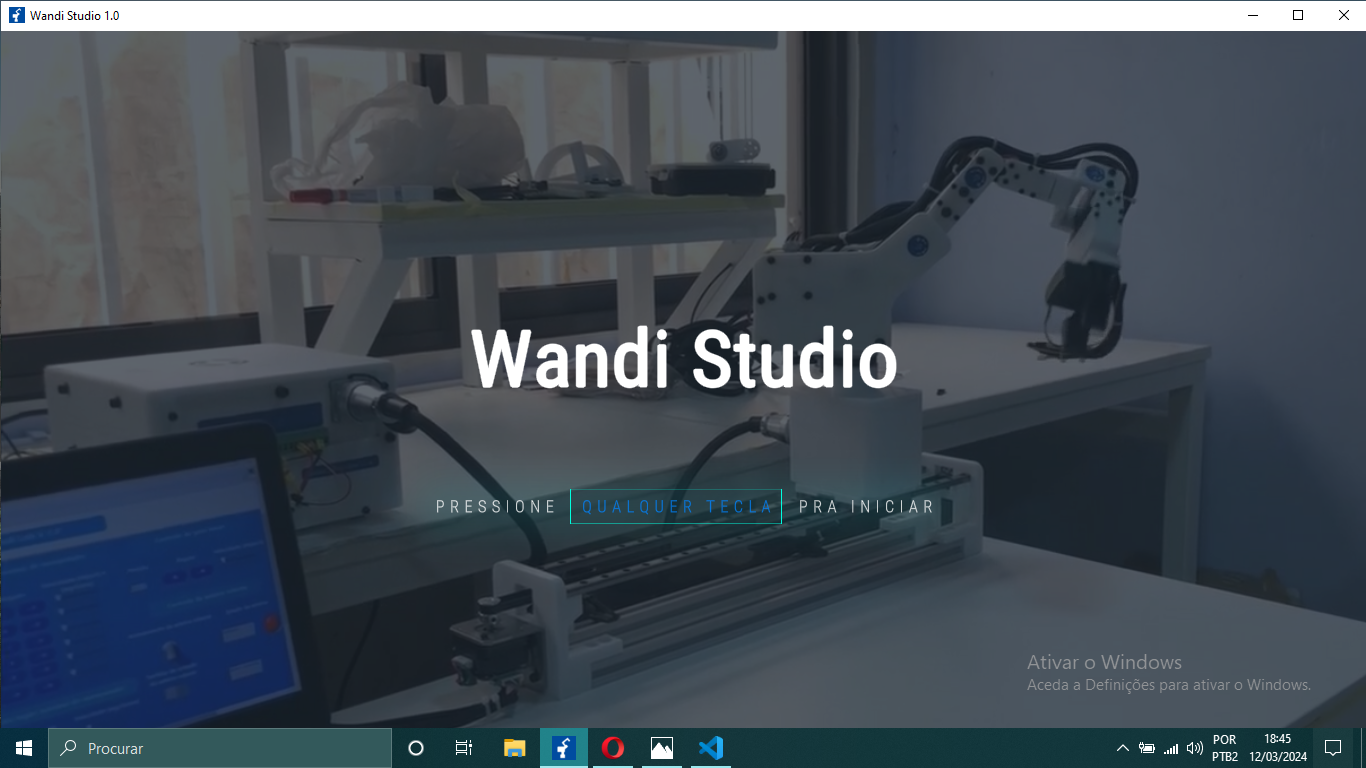 Wandi Studio 1.0
Wandi Studio
PRESSIONE QUALQUER TECLA PRA INICIAR
Ativar o Windows
Aceda a Definições para ativar o Windows.
Procurar
POR
PTB2
18:45
12/03/2024